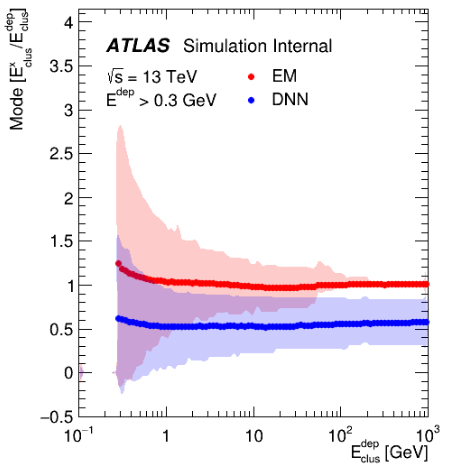 Mode [E^x_clus/E^dep_clus]
4
3.5
3
2.5
2
1.5
1
0.5
0
−0.5
ATLAS Simulation Internal
√s = 13 TeV
E^dep > 0.3 GeV
EM
DNN
10^−1
1
10
10^2
10^3
E^dep_clus [GeV]